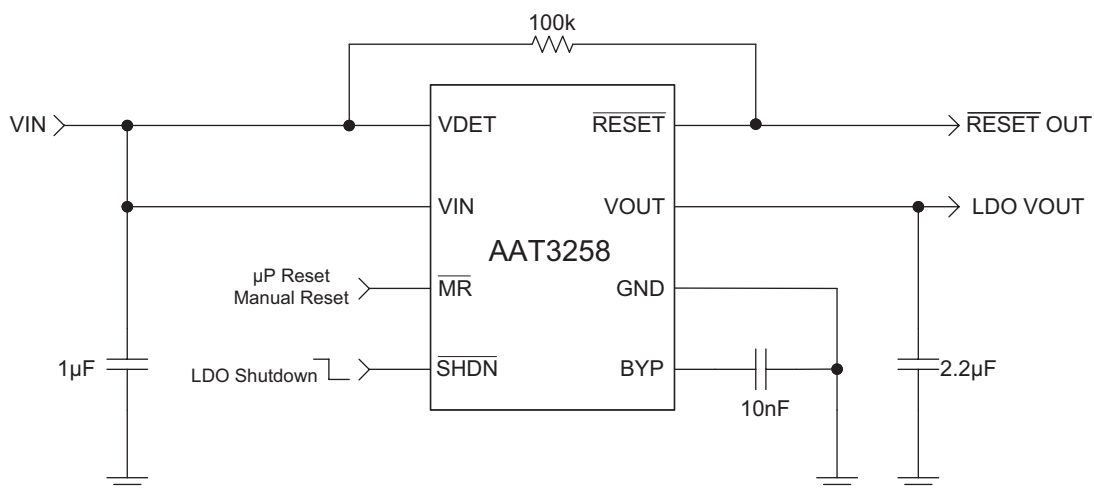 100k
VIN
VDET
RESET
RESET OUT
VIN
VOUT
LDO VOUT
AAT3258
µP Reset
Manual Reset
MR
GND
1µF
LDO Shutdown
SHDN
BYP
10nF
2.2µF